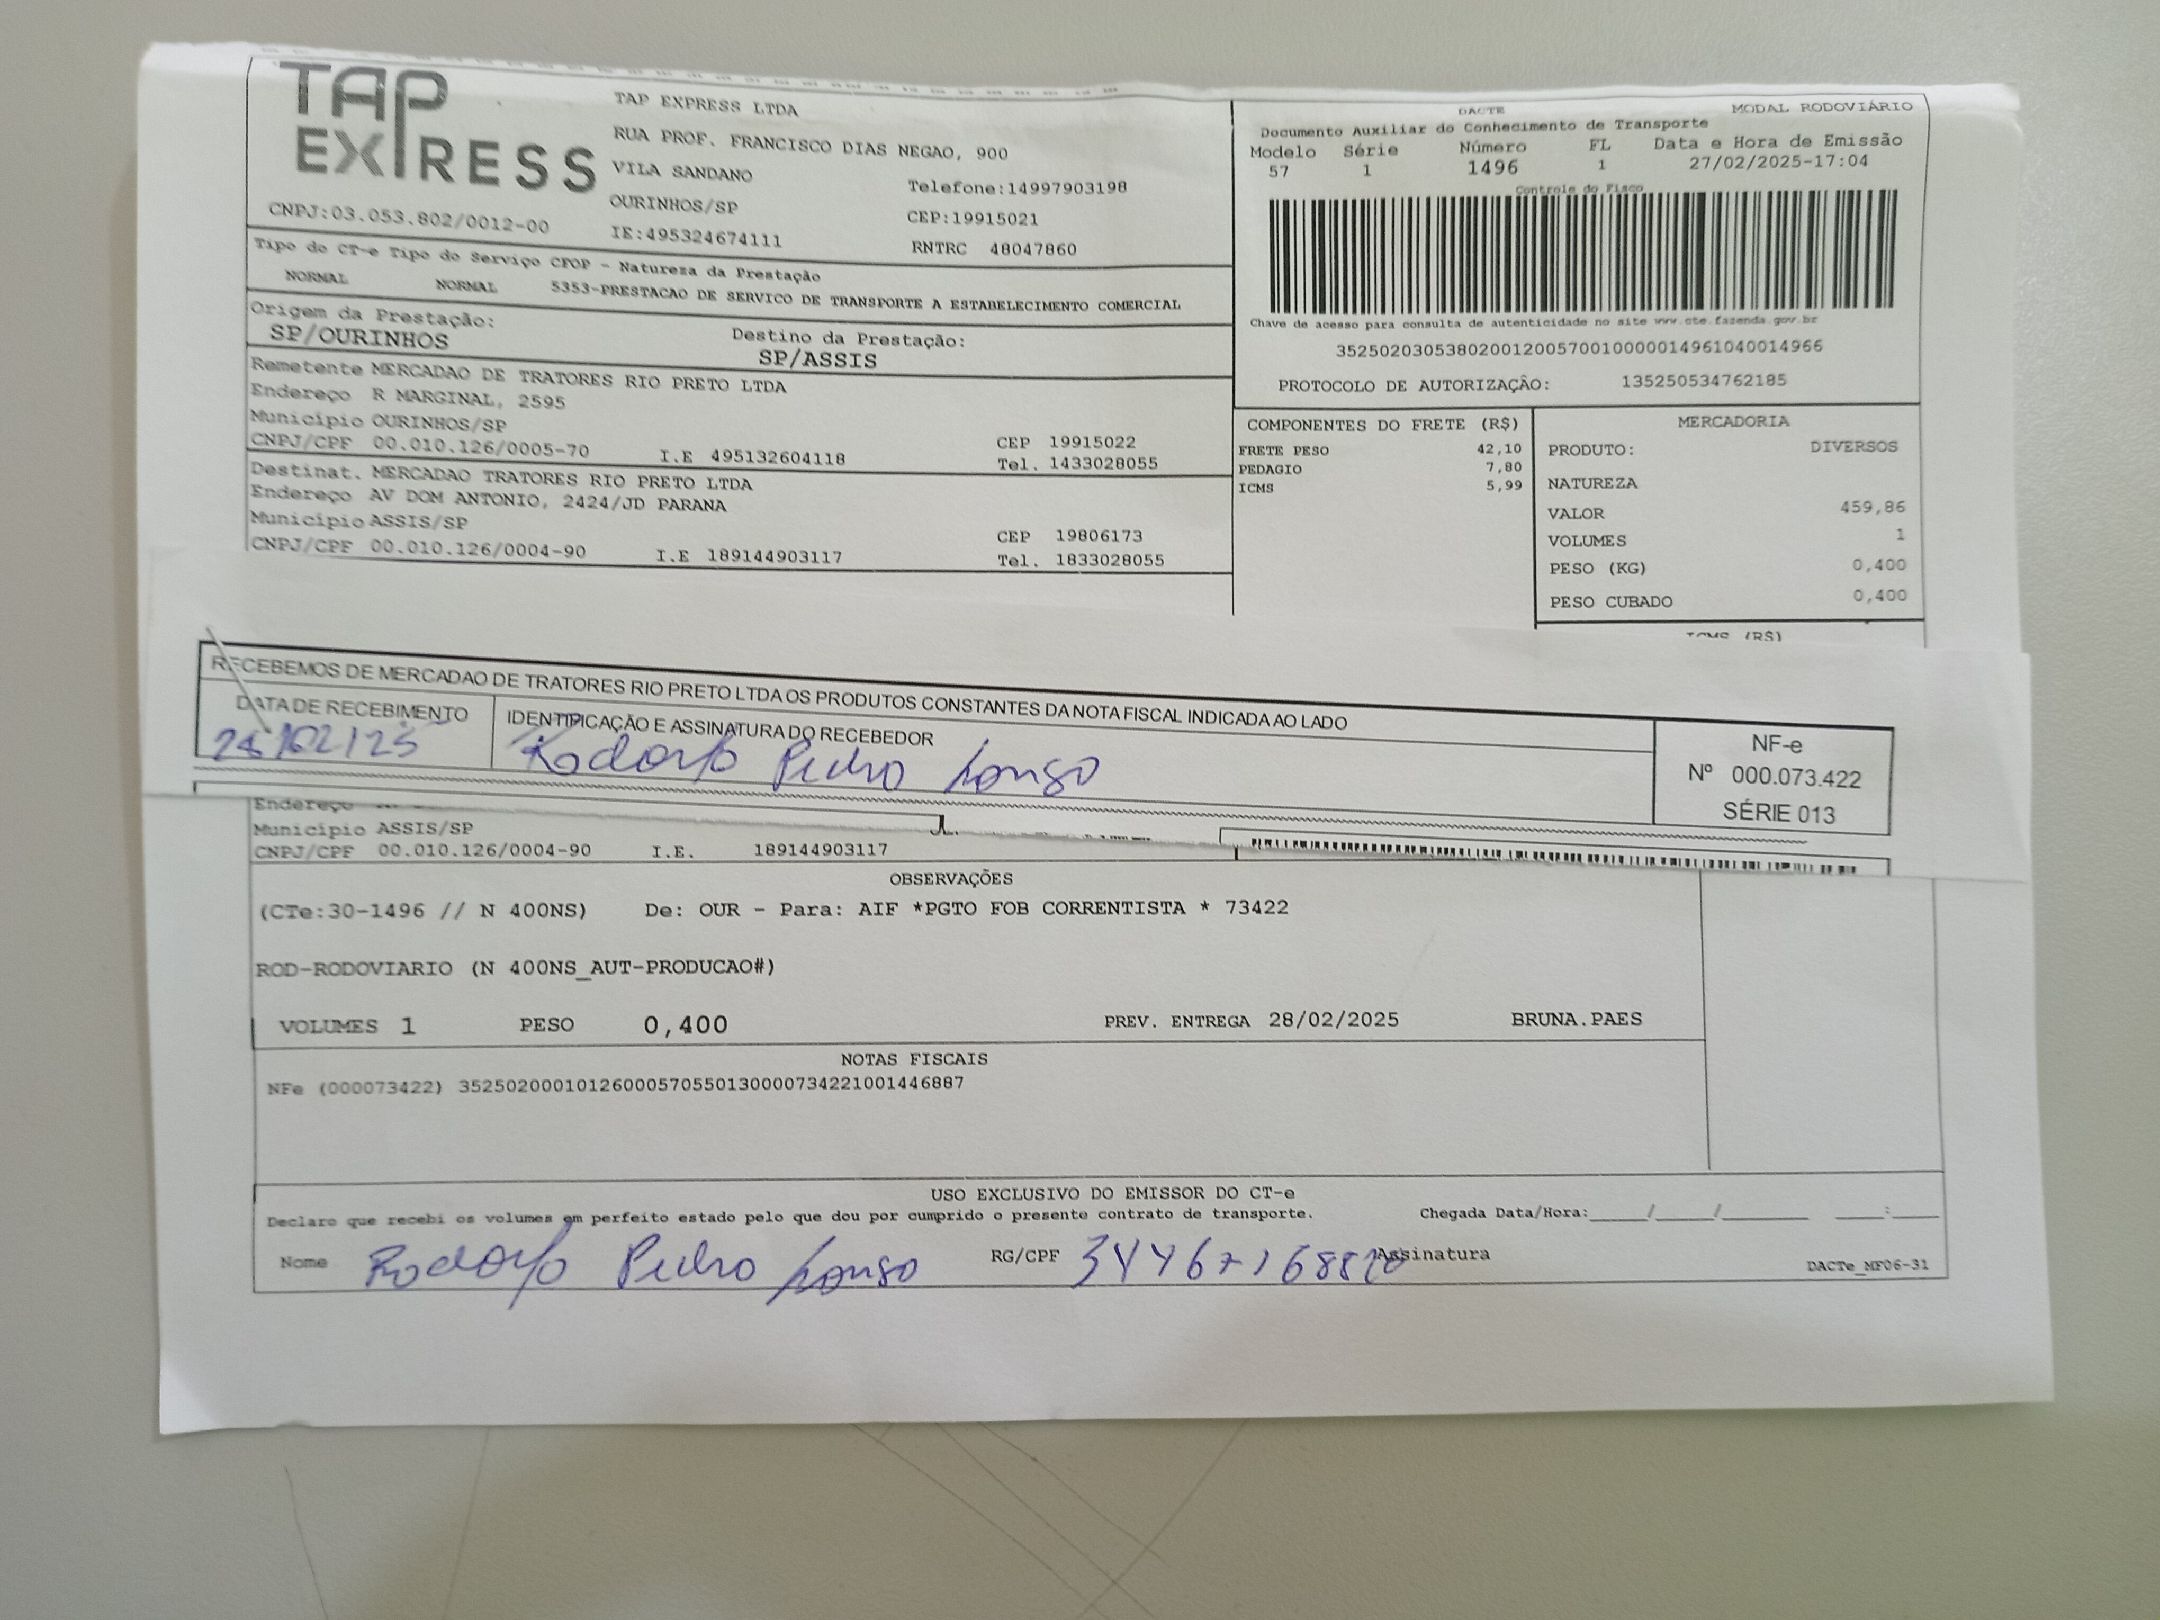 TAP EXPRESS
TAP EXPRESS LTDA
RUA PROF. FRANCISCO DIAS NEGAO, 900
VILA SANDANO
Telefone:14997903198
OURINHOS/SP
CEP:19915021
CNPJ:03.053.802/0012-00
IE:495324674111
RNTRC 48047860
DACTE
MODAL RODOVIÁRIO
Documento Auxiliar do Conhecimento de Transporte
Modelo Série Número FL Data e Hora de Emissão
57 1 1496 1 27/02/2025-17:04
Controle do Fisco
Chave de acesso para consulta de autenticidade no site www.cte.fazenda.gov.br
35250203053802001200570010000014961040014966
PROTOCOLO DE AUTORIZAÇÃO: 135250534762185
Tipo do CT-e Tipo do Serviço CFOP - Natureza da Prestação
NORMAL NORMAL 5353-PRESTACAO DE SERVICO DE TRANSPORTE A ESTABELECIMENTO COMERCIAL
Origem da Prestação: Destino da Prestação:
SP/OURINHOS SP/ASSIS
Remetente MERCADAO DE TRATORES RIO PRETO LTDA
Endereço R MARGINAL, 2595
Município OURINHOS/SP CEP 19915022
CNPJ/CPF 00.010.126/0005-70 I.E 495132604118 Tel. 1433028055
Destinat. MERCADAO TRATORES RIO PRETO LTDA
Endereço AV DOM ANTONIO, 2424/JD PARANA
Município ASSIS/SP CEP 19806173
CNPJ/CPF 00.010.126/0004-90 I.E 189144903117 Tel. 1833028055
COMPONENTES DO FRETE (R$)
FRETE PESO 42,10
PEDAGIO 7,80
ICMS 5,99
MERCADORIA
PRODUTO: DIVERSOS
NATUREZA
VALOR 459,86
VOLUMES 1
PESO (KG) 0,400
PESO CUBADO 0,400
ICMS (R$)
RECEBEMOS DE MERCADAO DE TRATORES RIO PRETO LTDA OS PRODUTOS CONSTANTES DA NOTA FISCAL INDICADA AO LADO
DATA DE RECEBIMENTO
IDENTIFICAÇÃO E ASSINATURA DO RECEBEDOR
28/02/25 Rodolfo Pedro Longo
NF-e
Nº 000.073.422
SÉRIE 013
Endereço
Município ASSIS/SP
CNPJ/CPF 00.010.126/0004-90 I.E. 189144903117
OBSERVAÇÕES
(CTe:30-1496 // N 400NS) De: OUR - Para: AIF *PGTO FOB CORRENTISTA * 73422
ROD-RODOVIARIO (N 400NS_AUT-PRODUCAO#)
VOLUMES 1 PESO 0,400 PREV. ENTREGA 28/02/2025 BRUNA.PAES
NOTAS FISCAIS
NFe (000073422) 35250200010126000570550130000734221001446887
USO EXCLUSIVO DO EMISSOR DO CT-e
Declaro que recebi os volumes em perfeito estado pelo que dou por cumprido o presente contrato de transporte. Chegada Data/Hora:_____/_____/________ ____:____
Nome Rodolfo Pedro Longo RG/CPF Assinatura
DACTe_MF06-31